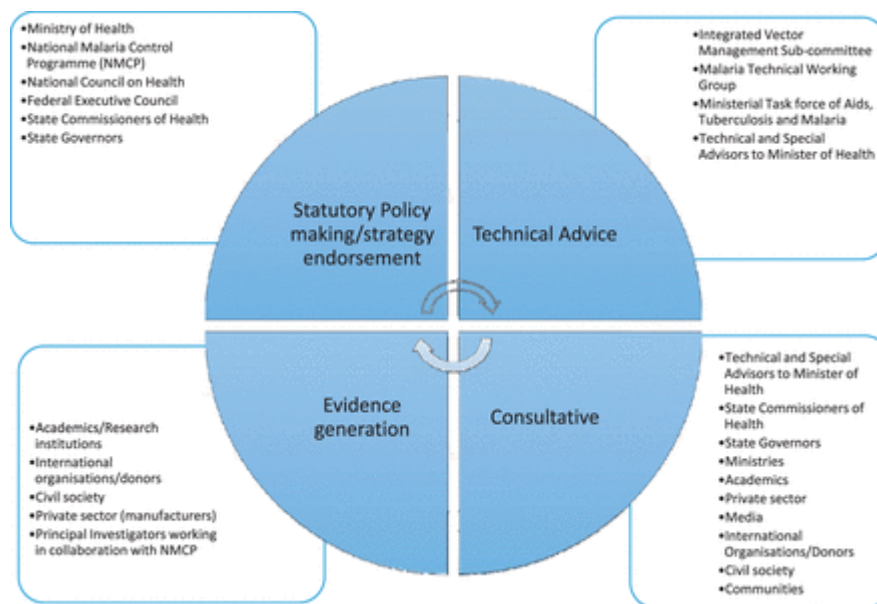 •Ministry of Health
•National Malaria Control
Programme (NMCP)
•National Council on Health
•Federal Executive Council
•State Commissioners of Health
•State Governors
•Integrated Vector
Management Sub-committee
•Malaria Technical Working
Group
•Ministerial Task force of Aids,
Tuberculosis and Malaria
•Technical and Special
Advisors to Minister of Health
Statutory Policy
making/strategy
endorsement
Technical Advice
Evidence
generation
Consultative
•Academics/Research
institutions
•International
organisations/donors
•Civil society
•Private sector (manufacturers)
•Principal Investigators working
in collaboration with NMCP
•Technical and Special
Advisors to Minister of
Health
•State Commissioners of
Health
•State Governors
•Ministries
•Academics
•Private sector
•Media
•International
Organisations/Donors
•Civil society
•Communities